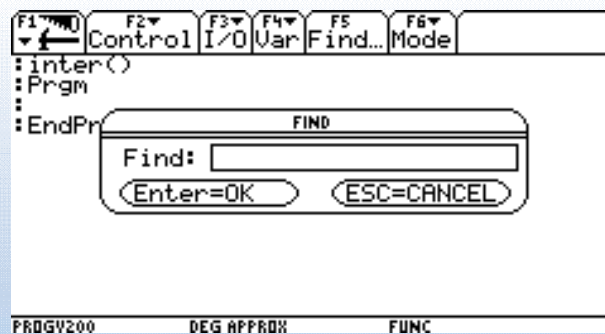 F1 F2 Control F3 I/O F4 Var F5 Find... F6 Mode
:inter()
:Prgm
:
:EndPr
FIND
Find:
Enter=OK ESC=CANCEL
PROGV200 DEG APPROX FUNC